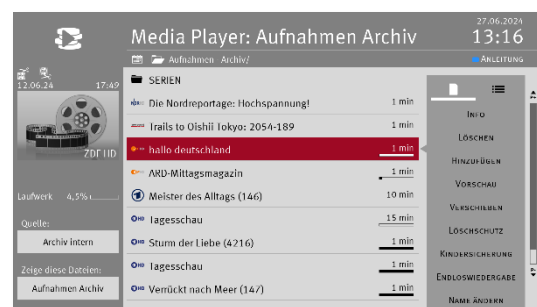 27.06.2024
Media Player: Aufnahmen Archiv 13:16
Aufnahmen Archiv/ ANLEITUNG
12.06.24 17:49
ZDF HD
Laufwerk 4,5%
Quelle:
Archiv intern
Zeige diese Dateien:
Aufnahmen Archiv
SERIEN
Die Nordreportage: Hochspannung! 1 min
Trails to Oishii Tokyo: 2054-189 1 min
hallo deutschland 1 min
ARD-Mittagsmagazin 1 min
Meister des Alltags (146) 10 min
Tagesschau 15 min
Sturm der Liebe (4216) 1 min
Tagesschau 1 min
Verrückt nach Meer (147) 1 min
INFO
LÖSCHEN
HINZUFÜGEN
VORSCHAU
VERSCHIEBEN
LÖSCHSCHUTZ
KINDERSICHERUNG
ENDLOSWIEDERGABE
NAME ÄNDERN